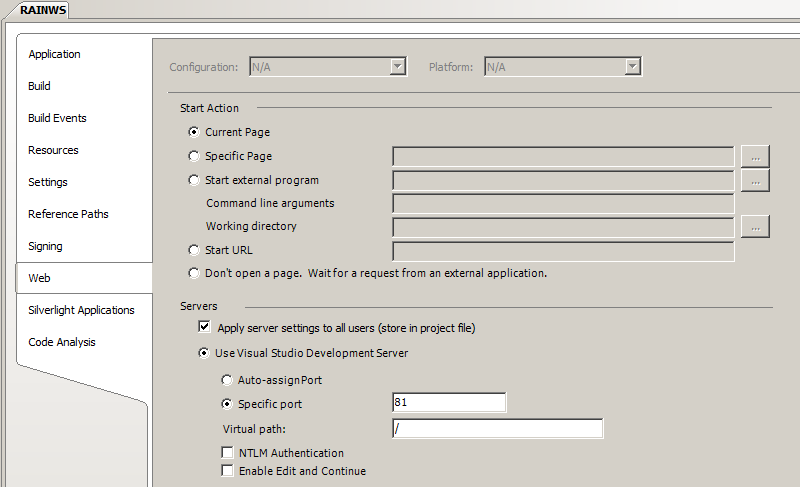 RAINWS
Application
Build
Build Events
Resources
Settings
Reference Paths
Signing
Web
Silverlight Applications
Code Analysis
Configuration: N/A Platform: N/A
Start Action
Current Page
Specific Page ...
Start external program ...
Command line arguments
Working directory ...
Start URL
Don't open a page. Wait for a request from an external application.
Servers
Apply server settings to all users (store in project file)
Use Visual Studio Development Server
Auto-assignPort
Specific port 81
Virtual path: /
NTLM Authentication
Enable Edit and Continue